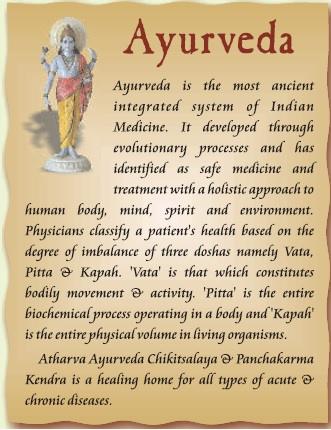 Ayurveda
Ayurveda is the most ancient
integrated system of Indian
Medicine. It developed through
evolutionary processes and has
identified as safe medicine and
treatment with a holistic approach to
human body, mind, spirit and environment.
Physicians classify a patient's health based on the
degree of imbalance of three doshas namely Vata,
Pitta & Kapah. 'Vata' is that which constitutes
bodily movement & activity. 'Pitta' is the entire
biochemical process operating in a body and 'Kapah'
is the entire physical volume in living organisms.
Atharva Ayurveda Chikitsalaya & Panchakarma
Kendra is a healing home for all types of acute &
chronic diseases.